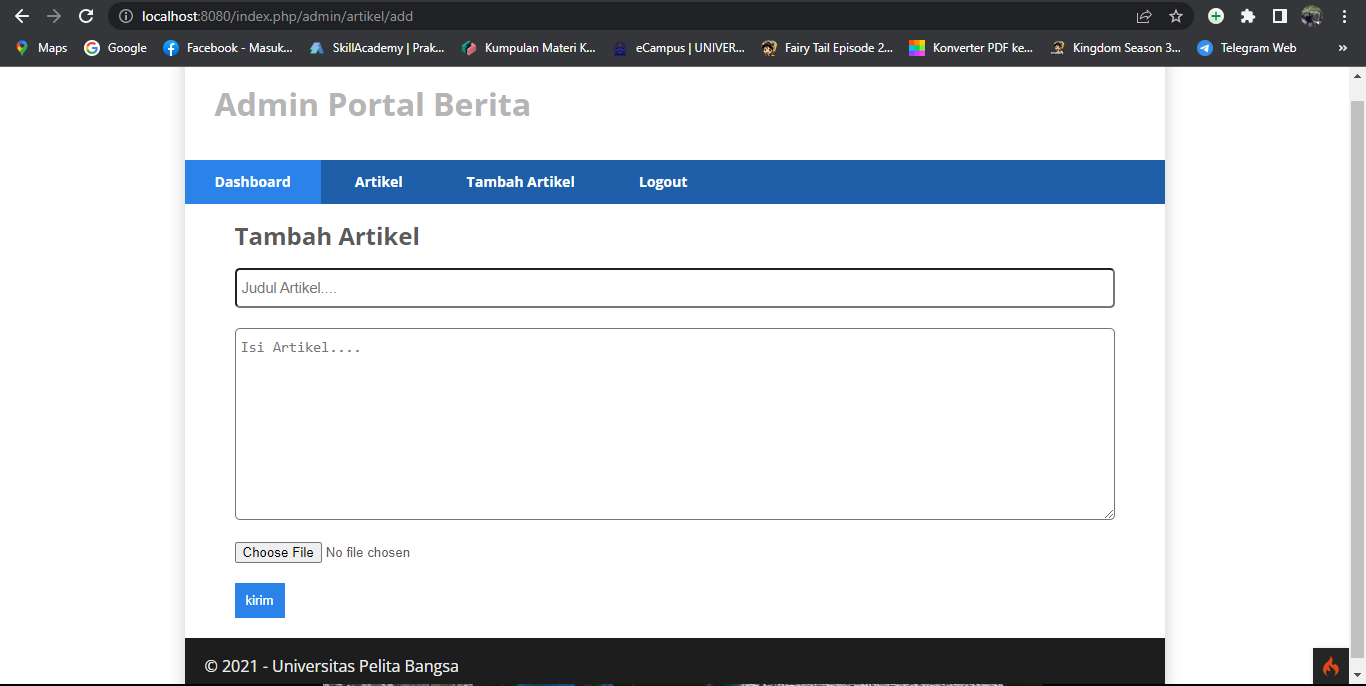 localhost:8080/index.php/admin/artikel/add
Maps Google Facebook - Masuk... SkillAcademy | Prak... Kumpulan Materi K... eCampus | UNIVER... Fairy Tail Episode 2... Konverter PDF ke... Kingdom Season 3... Telegram Web »
Admin Portal Berita
Dashboard Artikel Tambah Artikel Logout
Tambah Artikel
Judul Artikel....
Isi Artikel....
Choose File No file chosen
kirim
© 2021 - Universitas Pelita Bangsa